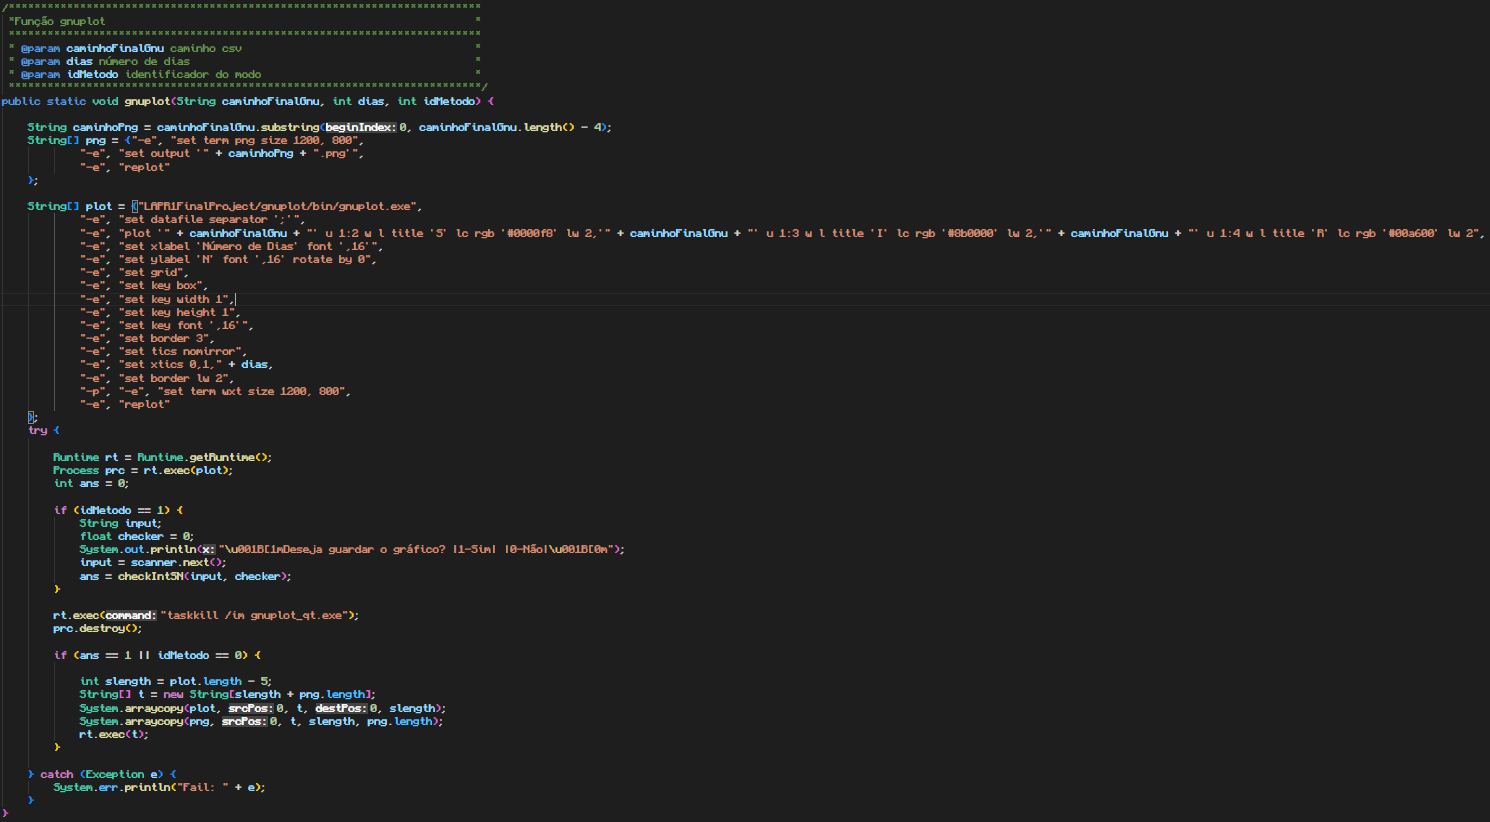 /*************************************************************************
 *Função gnuplot                                                         *
 *************************************************************************
 * @param caminhoFinalGnu caminho csv                                    *
 * @param dias número de dias                                            *
 * @param idMetodo identificador do modo                                 *
 *************************************************************************/
public static void gnuplot(String caminhoFinalGnu, int dias, int idMetodo) {
    String caminhoPng = caminhoFinalGnu.substring(beginIndex: 0, caminhoFinalGnu.length() - 4);
    String[] png = {"-e", "set term png size 1200, 800",
            "-e", "set output '" + caminhoPng + ".png'",
            "-e", "replot"
    };
    String[] plot = {"LAPR1FinalProject/gnuplot/bin/gnuplot.exe",
            "-e", "set datafile separator ';'",
            "-e", "plot '" + caminhoFinalGnu + "' u 1:2 w l title 'S' lc rgb '#0000f8' lw 2,'" + caminhoFinalGnu + "' u 1:3 w l title 'I' lc rgb '#8b0000' lw 2,'" + caminhoFinalGnu + "' u 1:4 w l title 'R' lc rgb '#00a600' lw 2",
            "-e", "set xlabel 'Número de Dias' font ',16'",
            "-e", "set ylabel 'N' font ',16' rotate by 0",
            "-e", "set grid",
            "-e", "set key box",
            "-e", "set key width 1",
            "-e", "set key height 1",
            "-e", "set key font ',16'",
            "-e", "set border 3",
            "-e", "set tics nomirror",
            "-e", "set xtics 0,1," + dias,
            "-e", "set border lw 2",
            "-p", "-e", "set term wxt size 1200, 800",
            "-e", "replot"
    };
    try {
        Runtime rt = Runtime.getRuntime();
        Process prc = rt.exec(plot);
        int ans = 0;
        if (idMetodo == 1) {
            String input;
            float checker = 0;
            System.out.println(x: "\u001B[1mDeseja guardar o gráfico? |1-Sim| |0-Não|\u001B[0m");
            input = scanner.next();
            ans = checkIntSN(input, checker);
        }
        rt.exec(command: "taskkill /im gnuplot_qt.exe");
        prc.destroy();
        if (ans == 1 || idMetodo == 0) {
            int slength = plot.length - 5;
            String[] t = new String[slength + png.length];
            System.arraycopy(plot, srcPos: 0, t, destPos: 0, slength);
            System.arraycopy(png, srcPos: 0, t, slength, png.length);
            rt.exec(t);
        }
    } catch (Exception e) {
        System.err.println("Fail: " + e);
    }
}